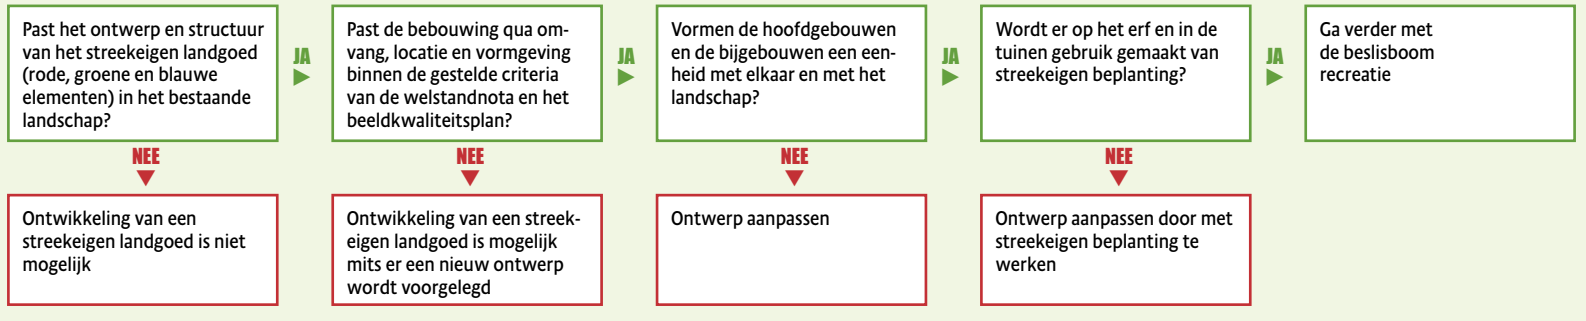 Past het ontwerp en structuur
van het streekeigen landgoed
(rode, groene en blauwe
elementen) in het bestaande
landschap?
JA
Past de bebouwing qua om-
vang, locatie en vormgeving
binnen de gestelde criteria
van de welstandnota en het
beeldkwaliteitsplan?
JA
Vormen de hoofdgebouwen
en de bijgebouwen een een-
heid met elkaar en met het
landschap?
JA
Wordt er op het erf en in de
tuinen gebruik gemaakt van
streekeigen beplanting?
JA
Ga verder met
de beslisboom
recreatie
NEE
NEE
NEE
NEE
Ontwikkeling van een
streekeigen landgoed is niet
mogelijk
Ontwikkeling van een streek-
eigen landgoed is mogelijk
mits er een nieuw ontwerp
wordt voorgelegd
Ontwerp aanpassen
Ontwerp aanpassen door met
streekeigen beplanting te
werken